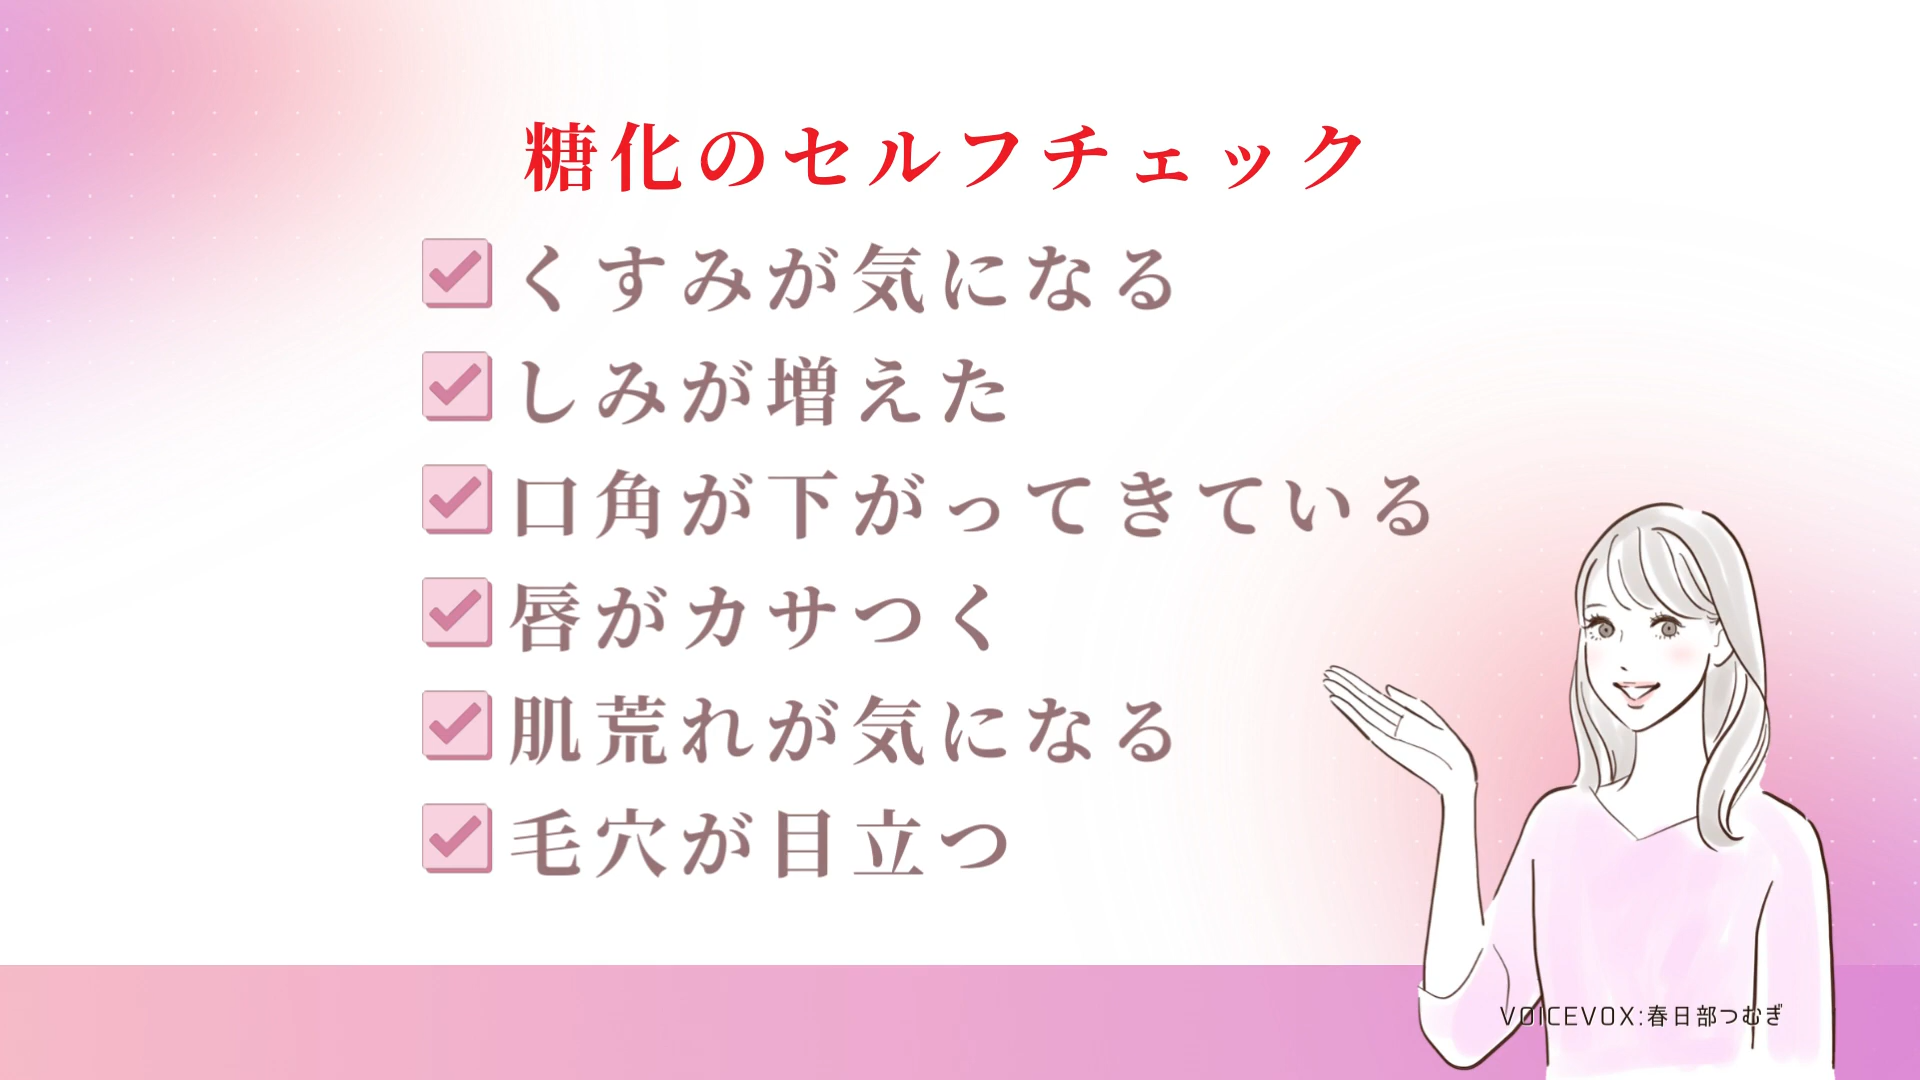 糖化のセルフチェック
くすみが気になる
しみが増えた
口角が下がってきている
唇がカサつく
肌荒れが気になる
毛穴が目立つ
VOICEVOX:春日部つむぎ